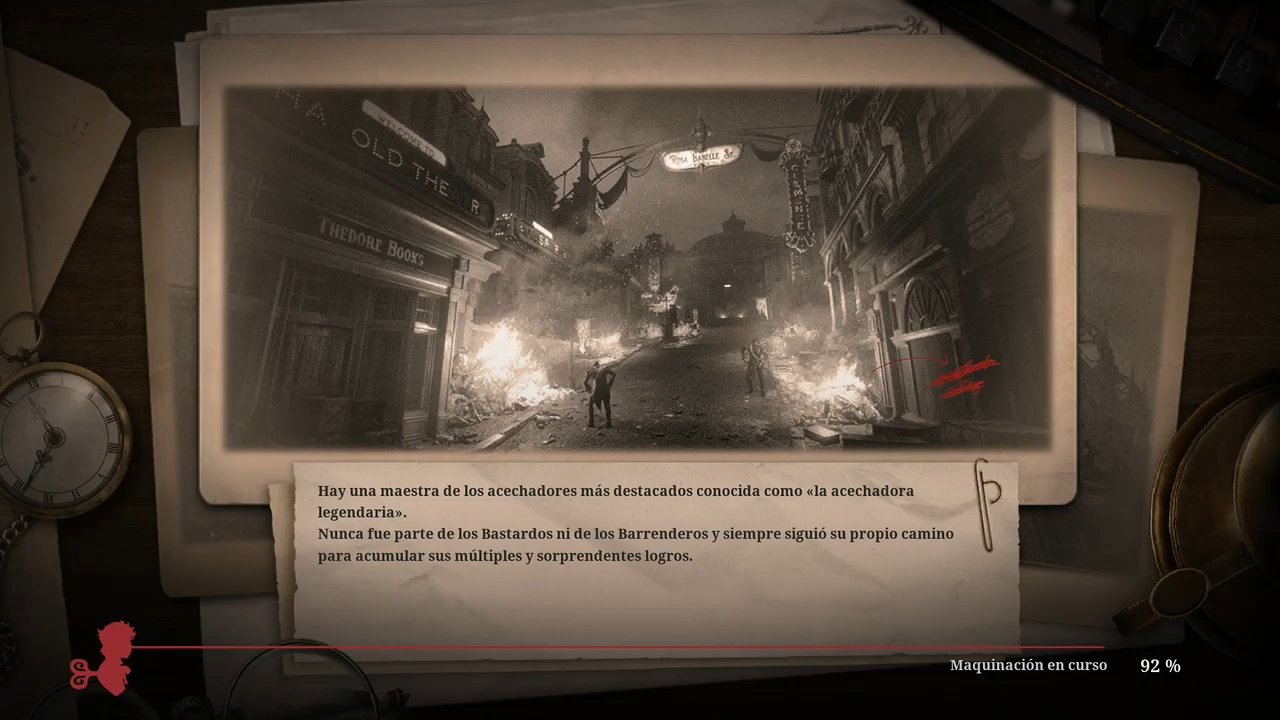 WELCOME TO
OLD THE R
THEDORE BOOKS
ROSA ISABELLE ST.
Hay una maestra de los acechadores más destacados conocida como «la acechadora
legendaria».
Nunca fue parte de los Bastardos ni de los Barrenderos y siempre siguió su propio camino
para acumular sus múltiples y sorprendentes logros.
Maquinación en curso 92 %